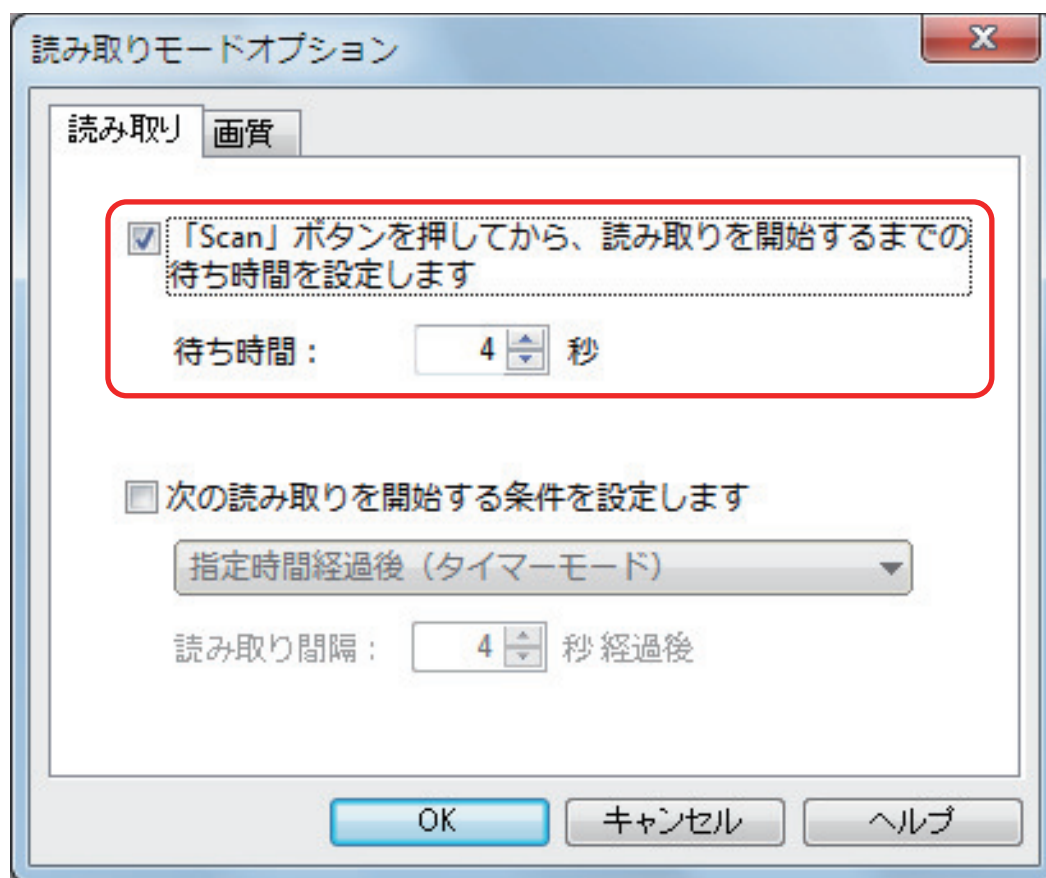 読み取りモードオプション
読み取り 画質
「Scan」ボタンを押してから、読み取りを開始するまでの
待ち時間を設定します
待ち時間: 4 秒
次の読み取りを開始する条件を設定します
指定時間経過後（タイマーモード）
読み取り間隔: 4 秒 経過後
OK キャンセル ヘルプ